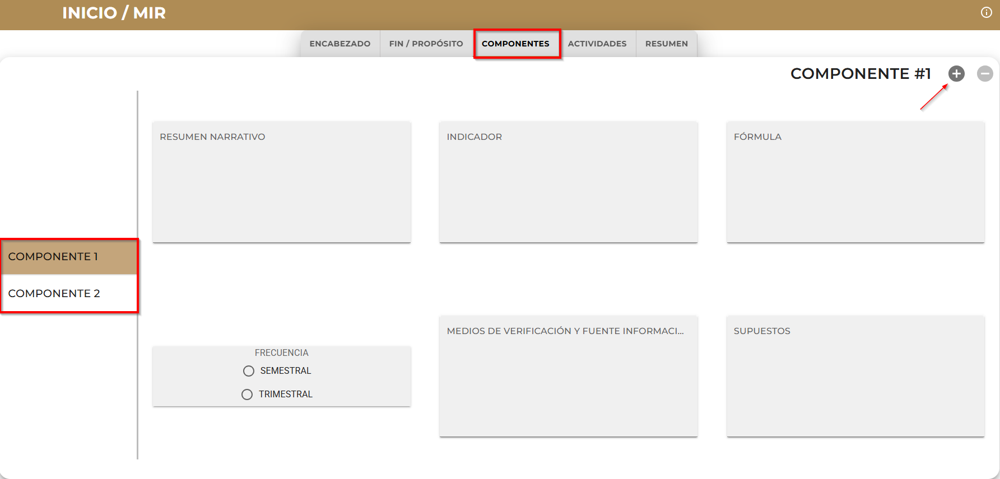 INICIO / MIR
ENCABEZADO
FIN / PROPÓSITO
COMPONENTES
ACTIVIDADES
RESUMEN
COMPONENTE #1
COMPONENTE 1
COMPONENTE 2
RESUMEN NARRATIVO
INDICADOR
FÓRMULA
FRECUENCIA
SEMESTRAL
TRIMESTRAL
MEDIOS DE VERIFICACIÓN Y FUENTE INFORMACI...
SUPUESTOS